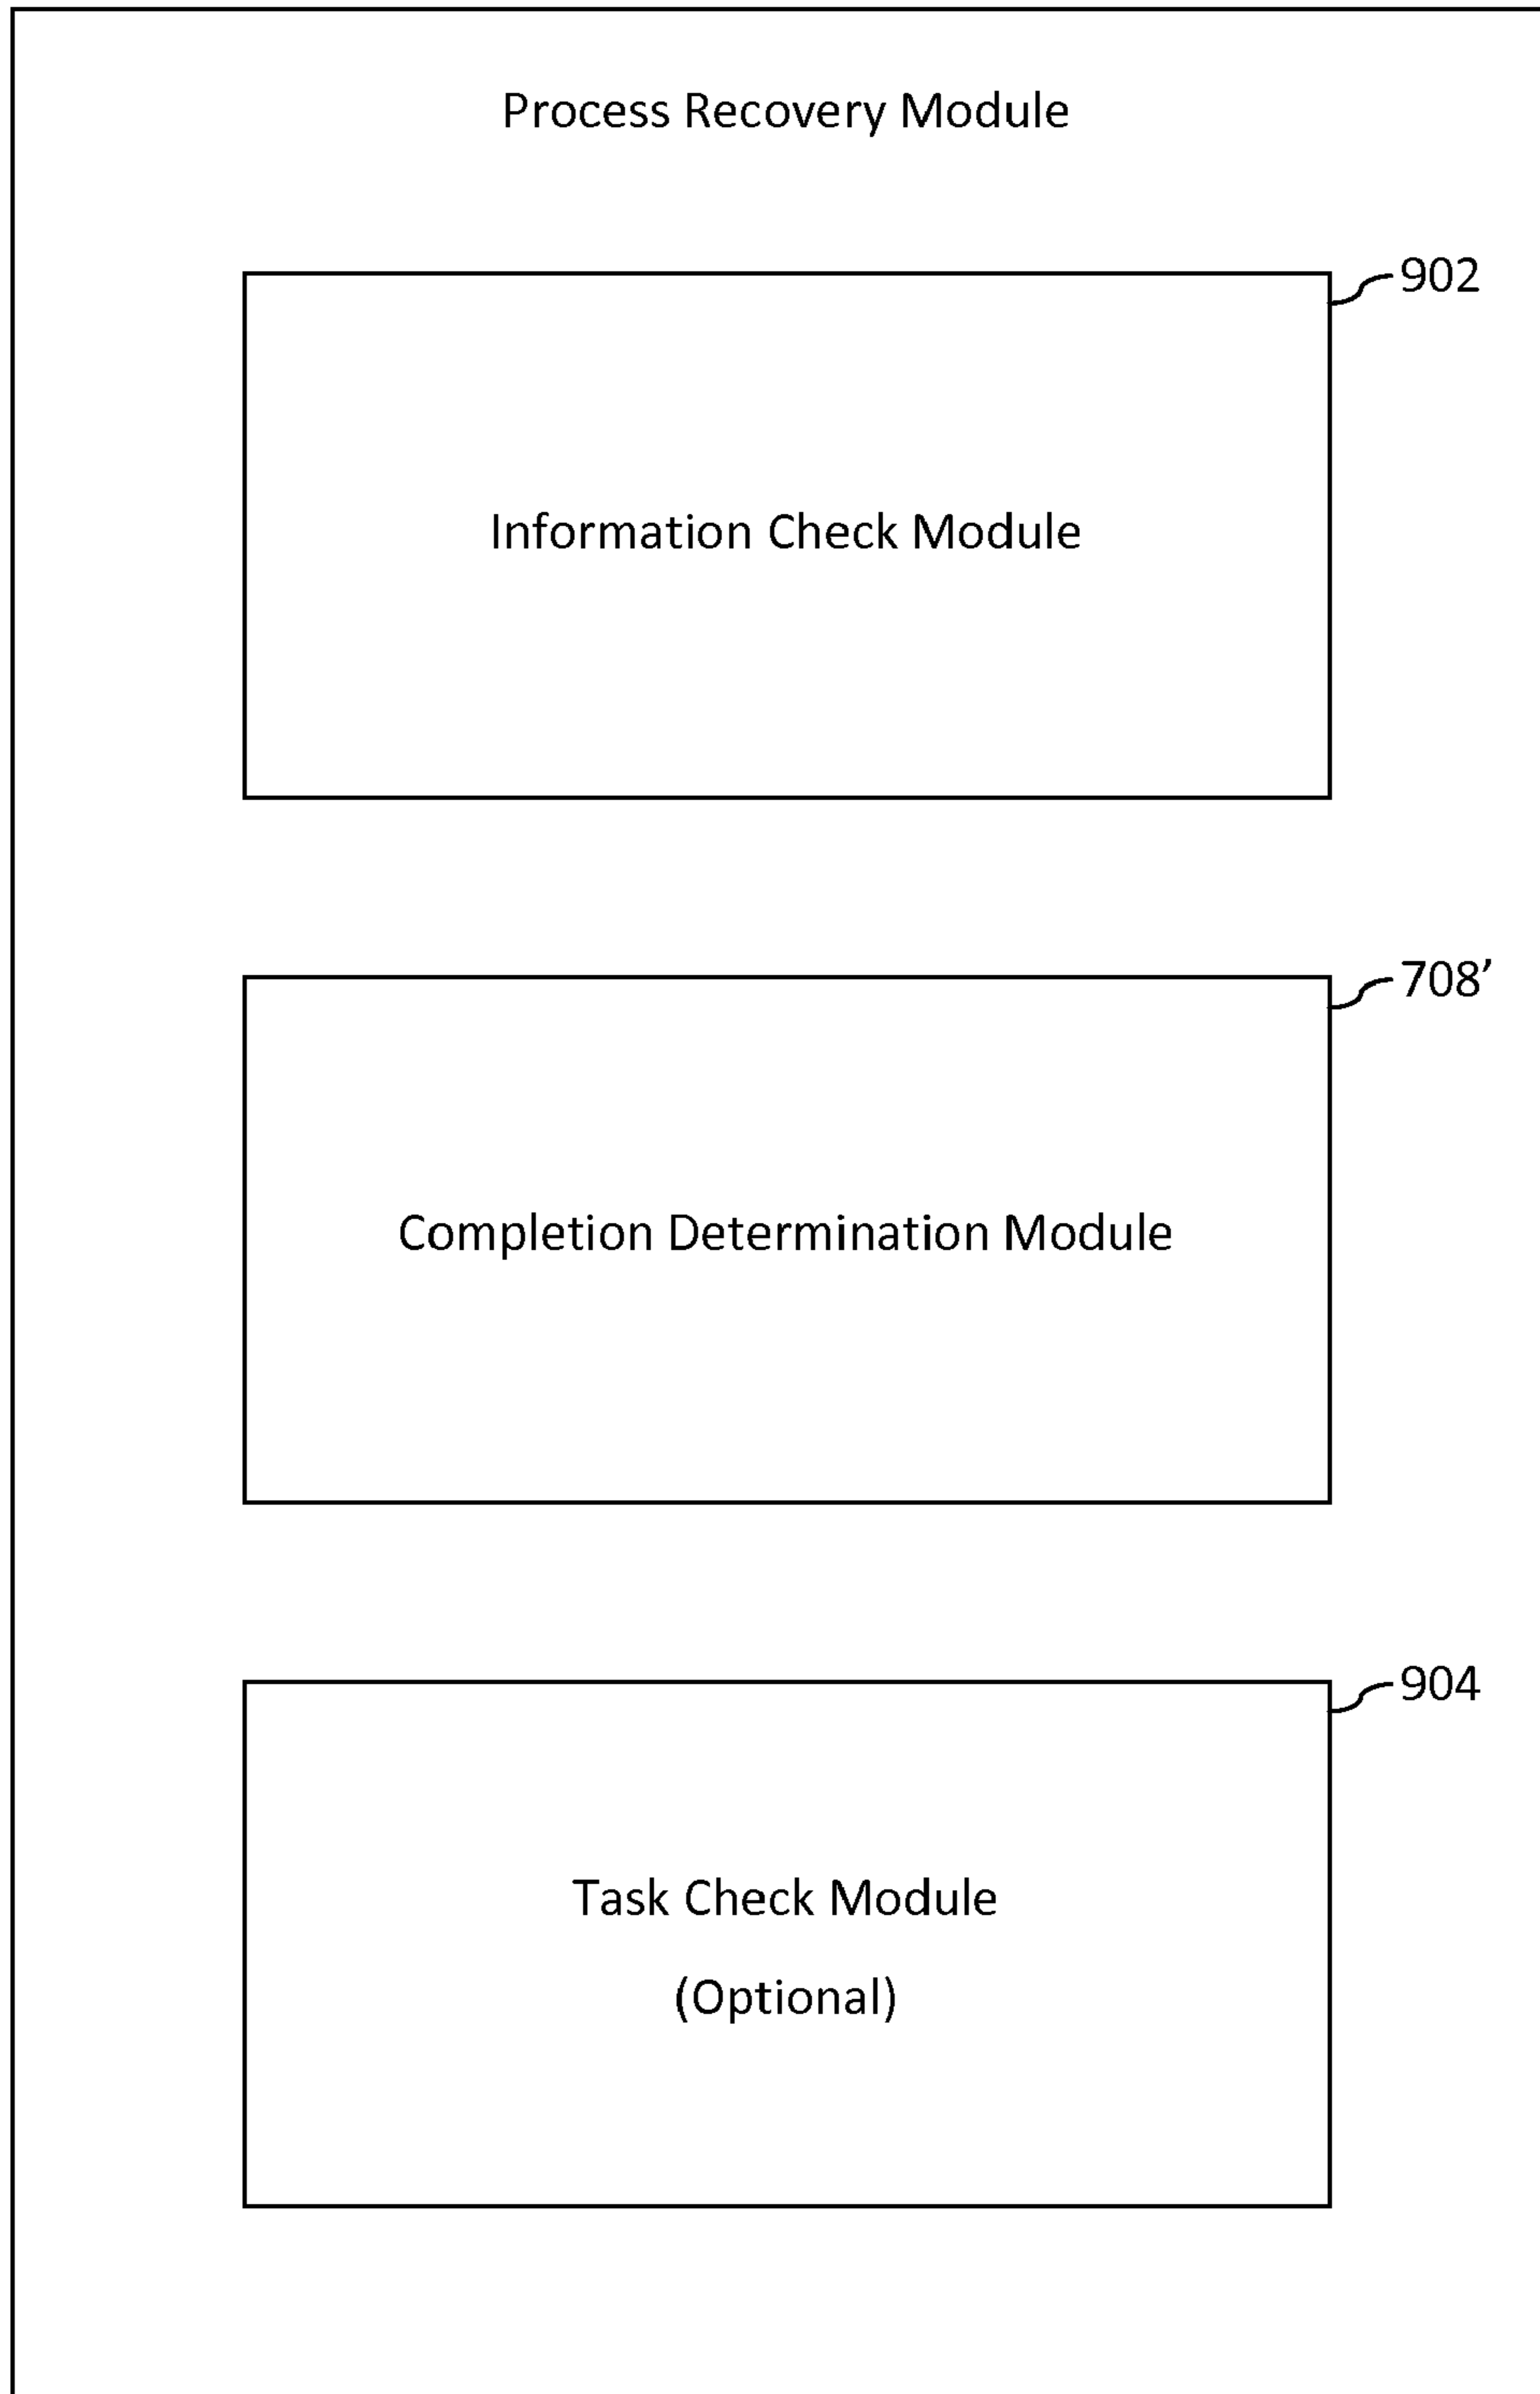 Process Recovery Module
902
Information Check Module
708’
Completion Determination Module
904
Task Check Module
(Optional)